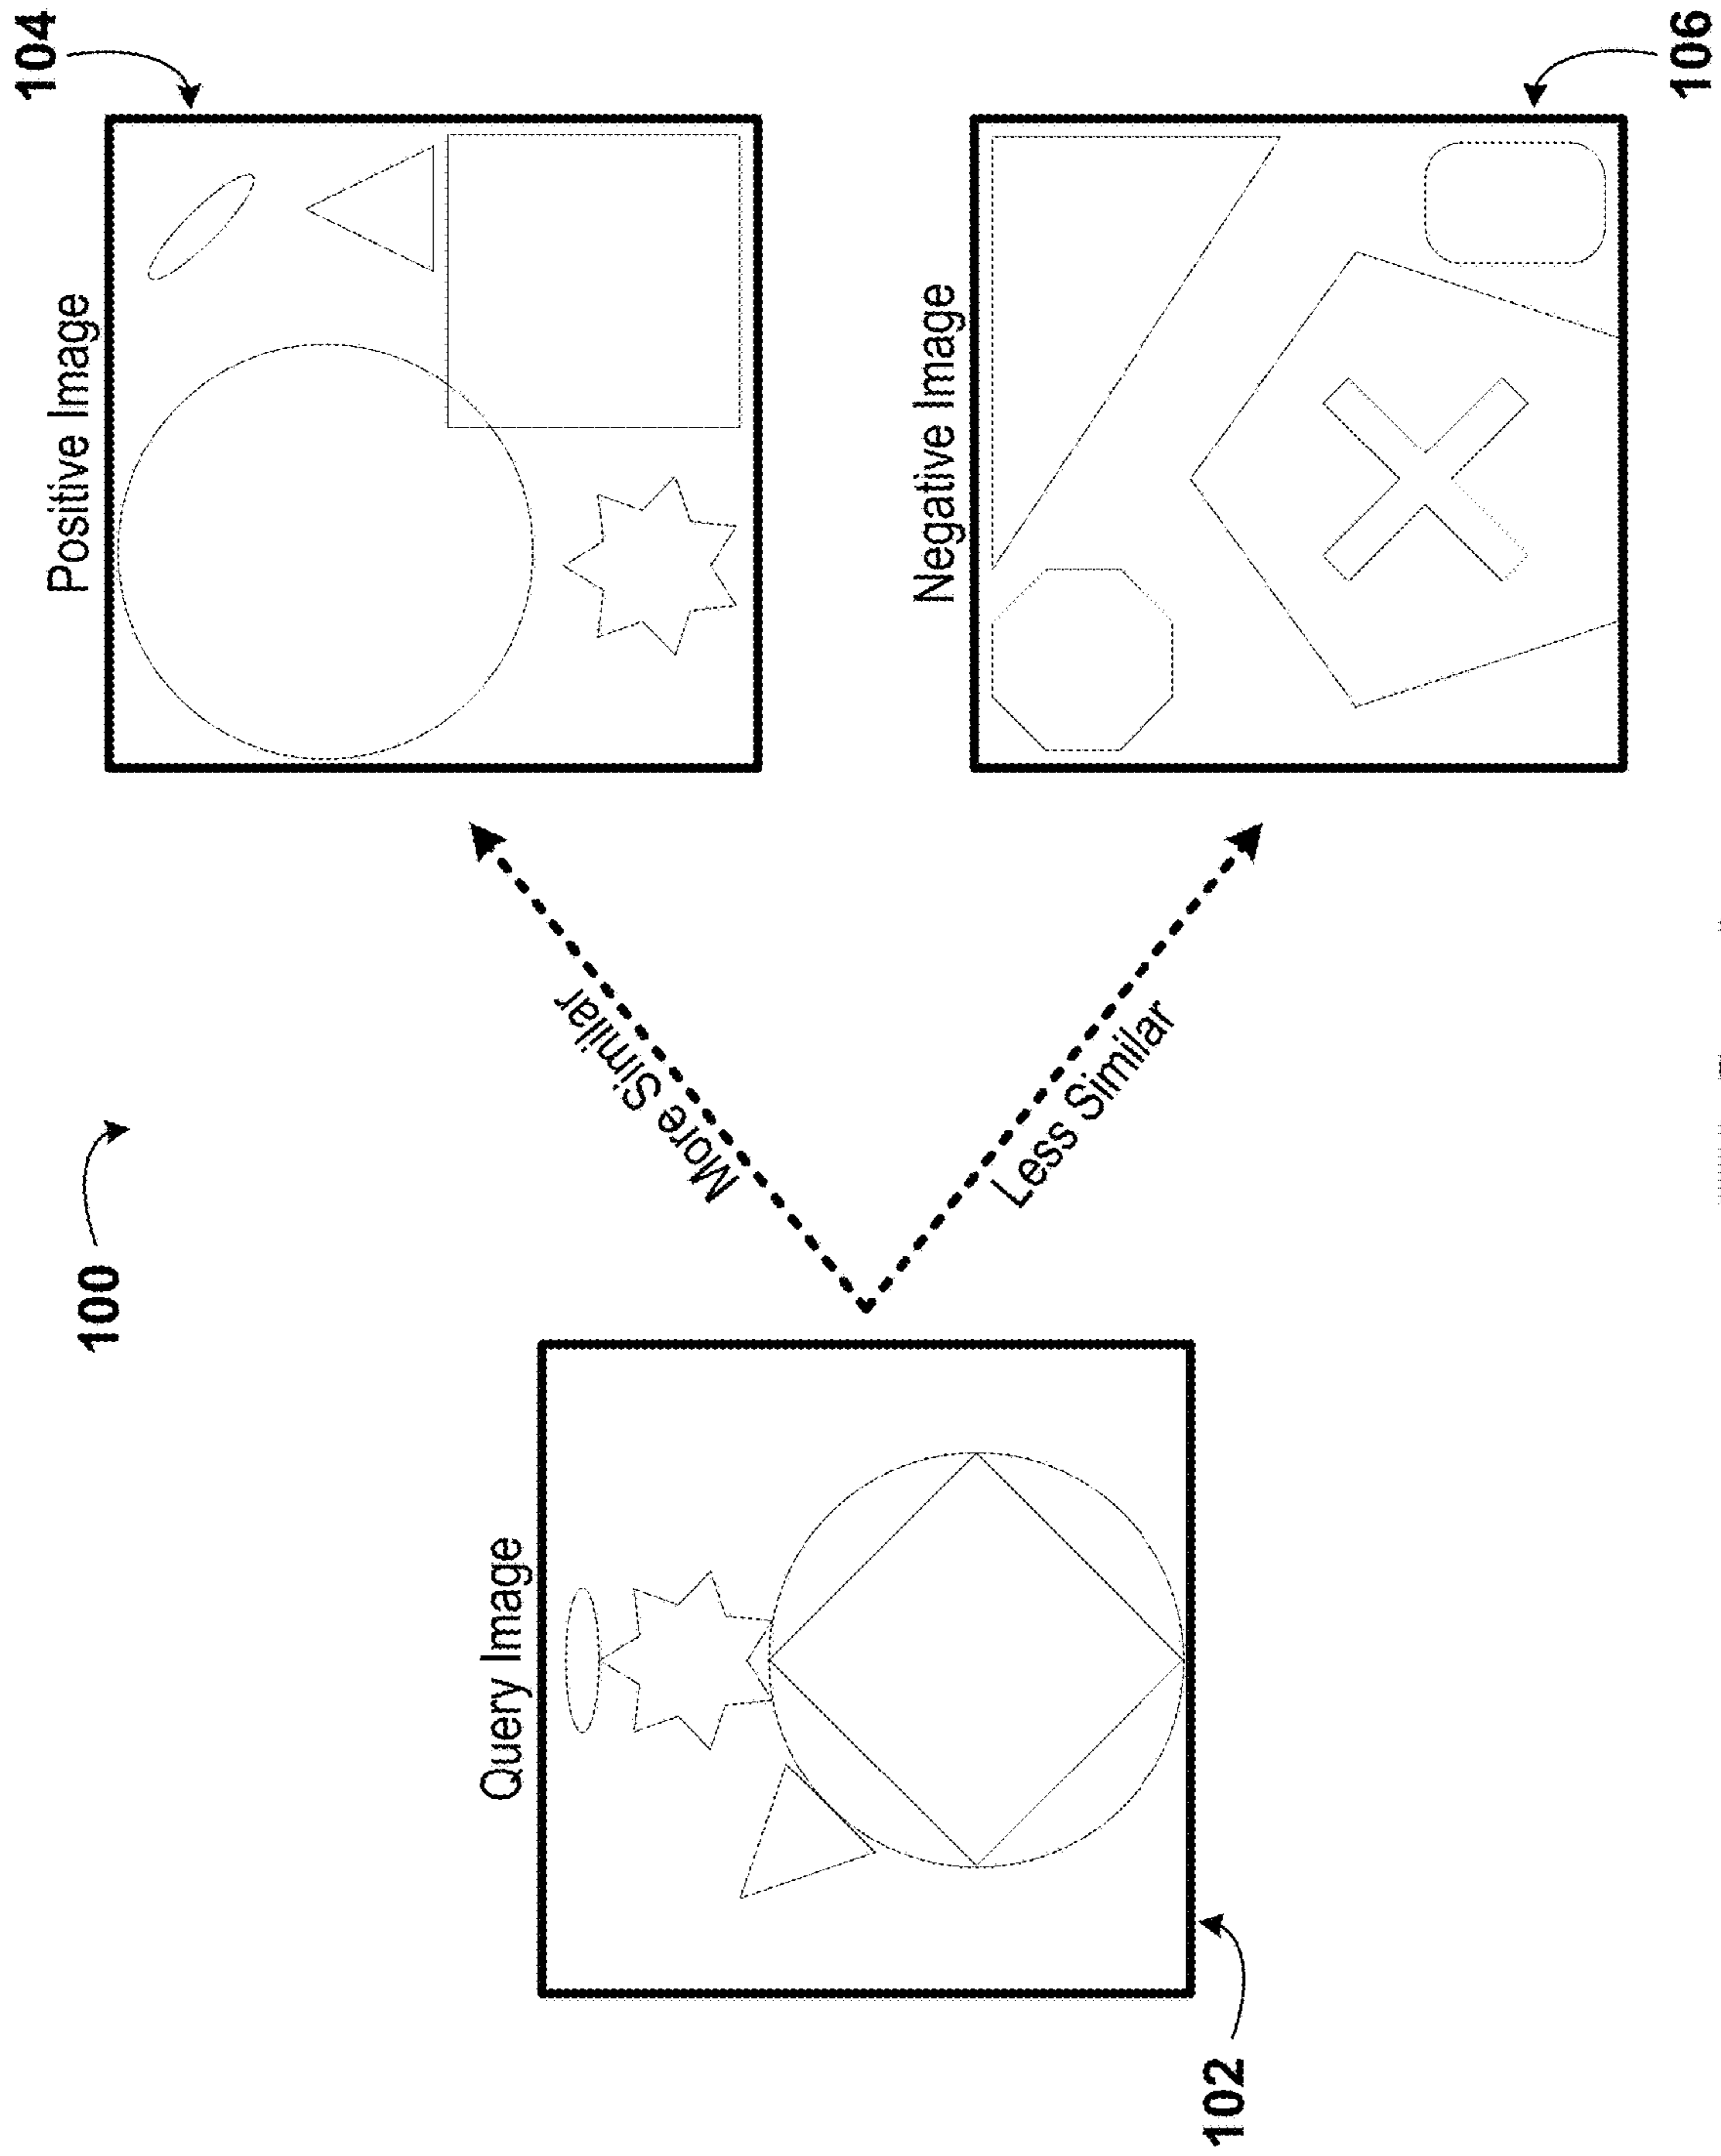 100
104
Positive Image
Query Image
More Similar
Less Similar
Negative Image
102
106